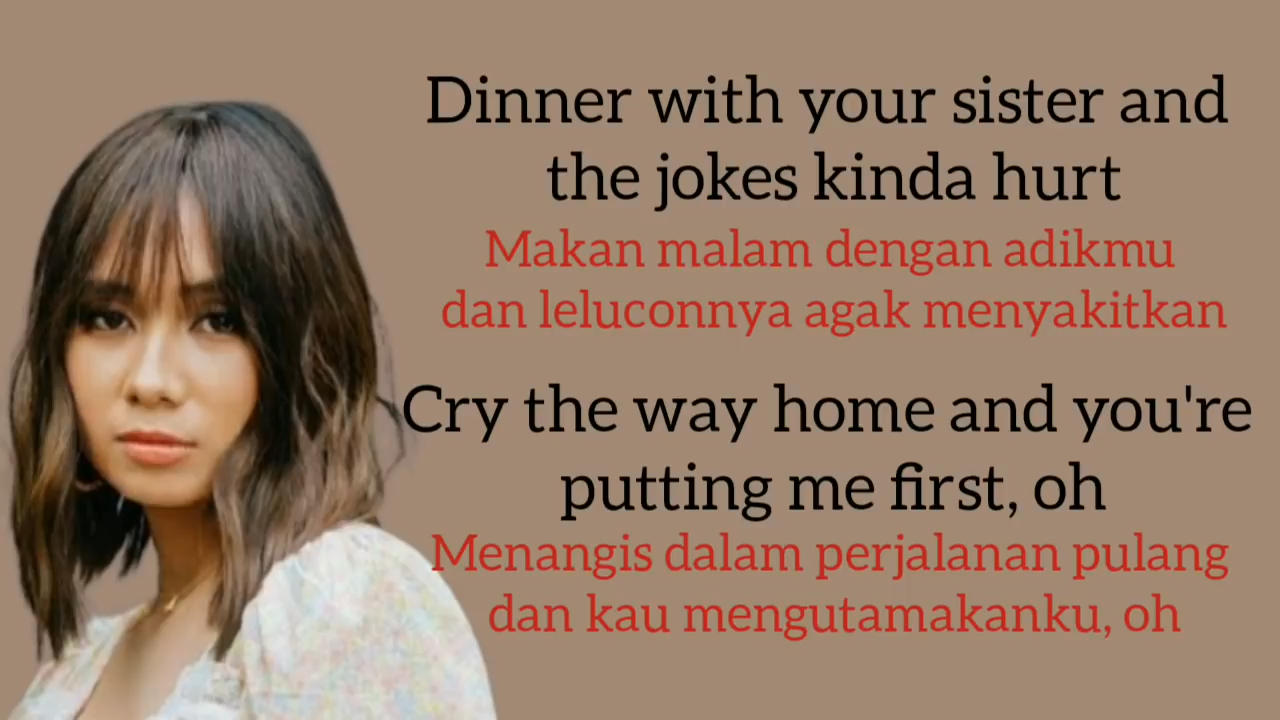 Dinner with your sister and
the jokes kinda hurt
Makan malam dengan adikmu
dan leluconnya agak menyakitkan
Cry the way home and you're
putting me first, oh
Menangis dalam perjalanan pulang
dan kau mengutamakanku, oh